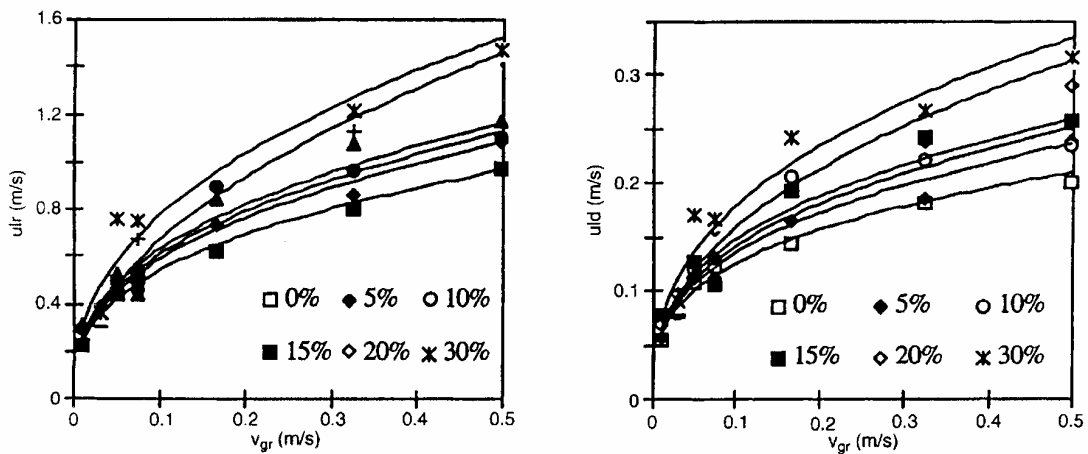 1.6
1.2
0.8
0.4
0
ulr (m/s)
0 0.1 0.2 0.3 0.4 0.5
v_gr (m/s)
□ 0% ◆ 5% ○ 10%
■ 15% ◇ 20% ✳ 30%
0.3
0.2
0.1
0
uld (m/s)
0 0.1 0.2 0.3 0.4 0.5
v_gr (m/s)
□ 0% ◆ 5% ○ 10%
■ 15% ◇ 20% ✳ 30%